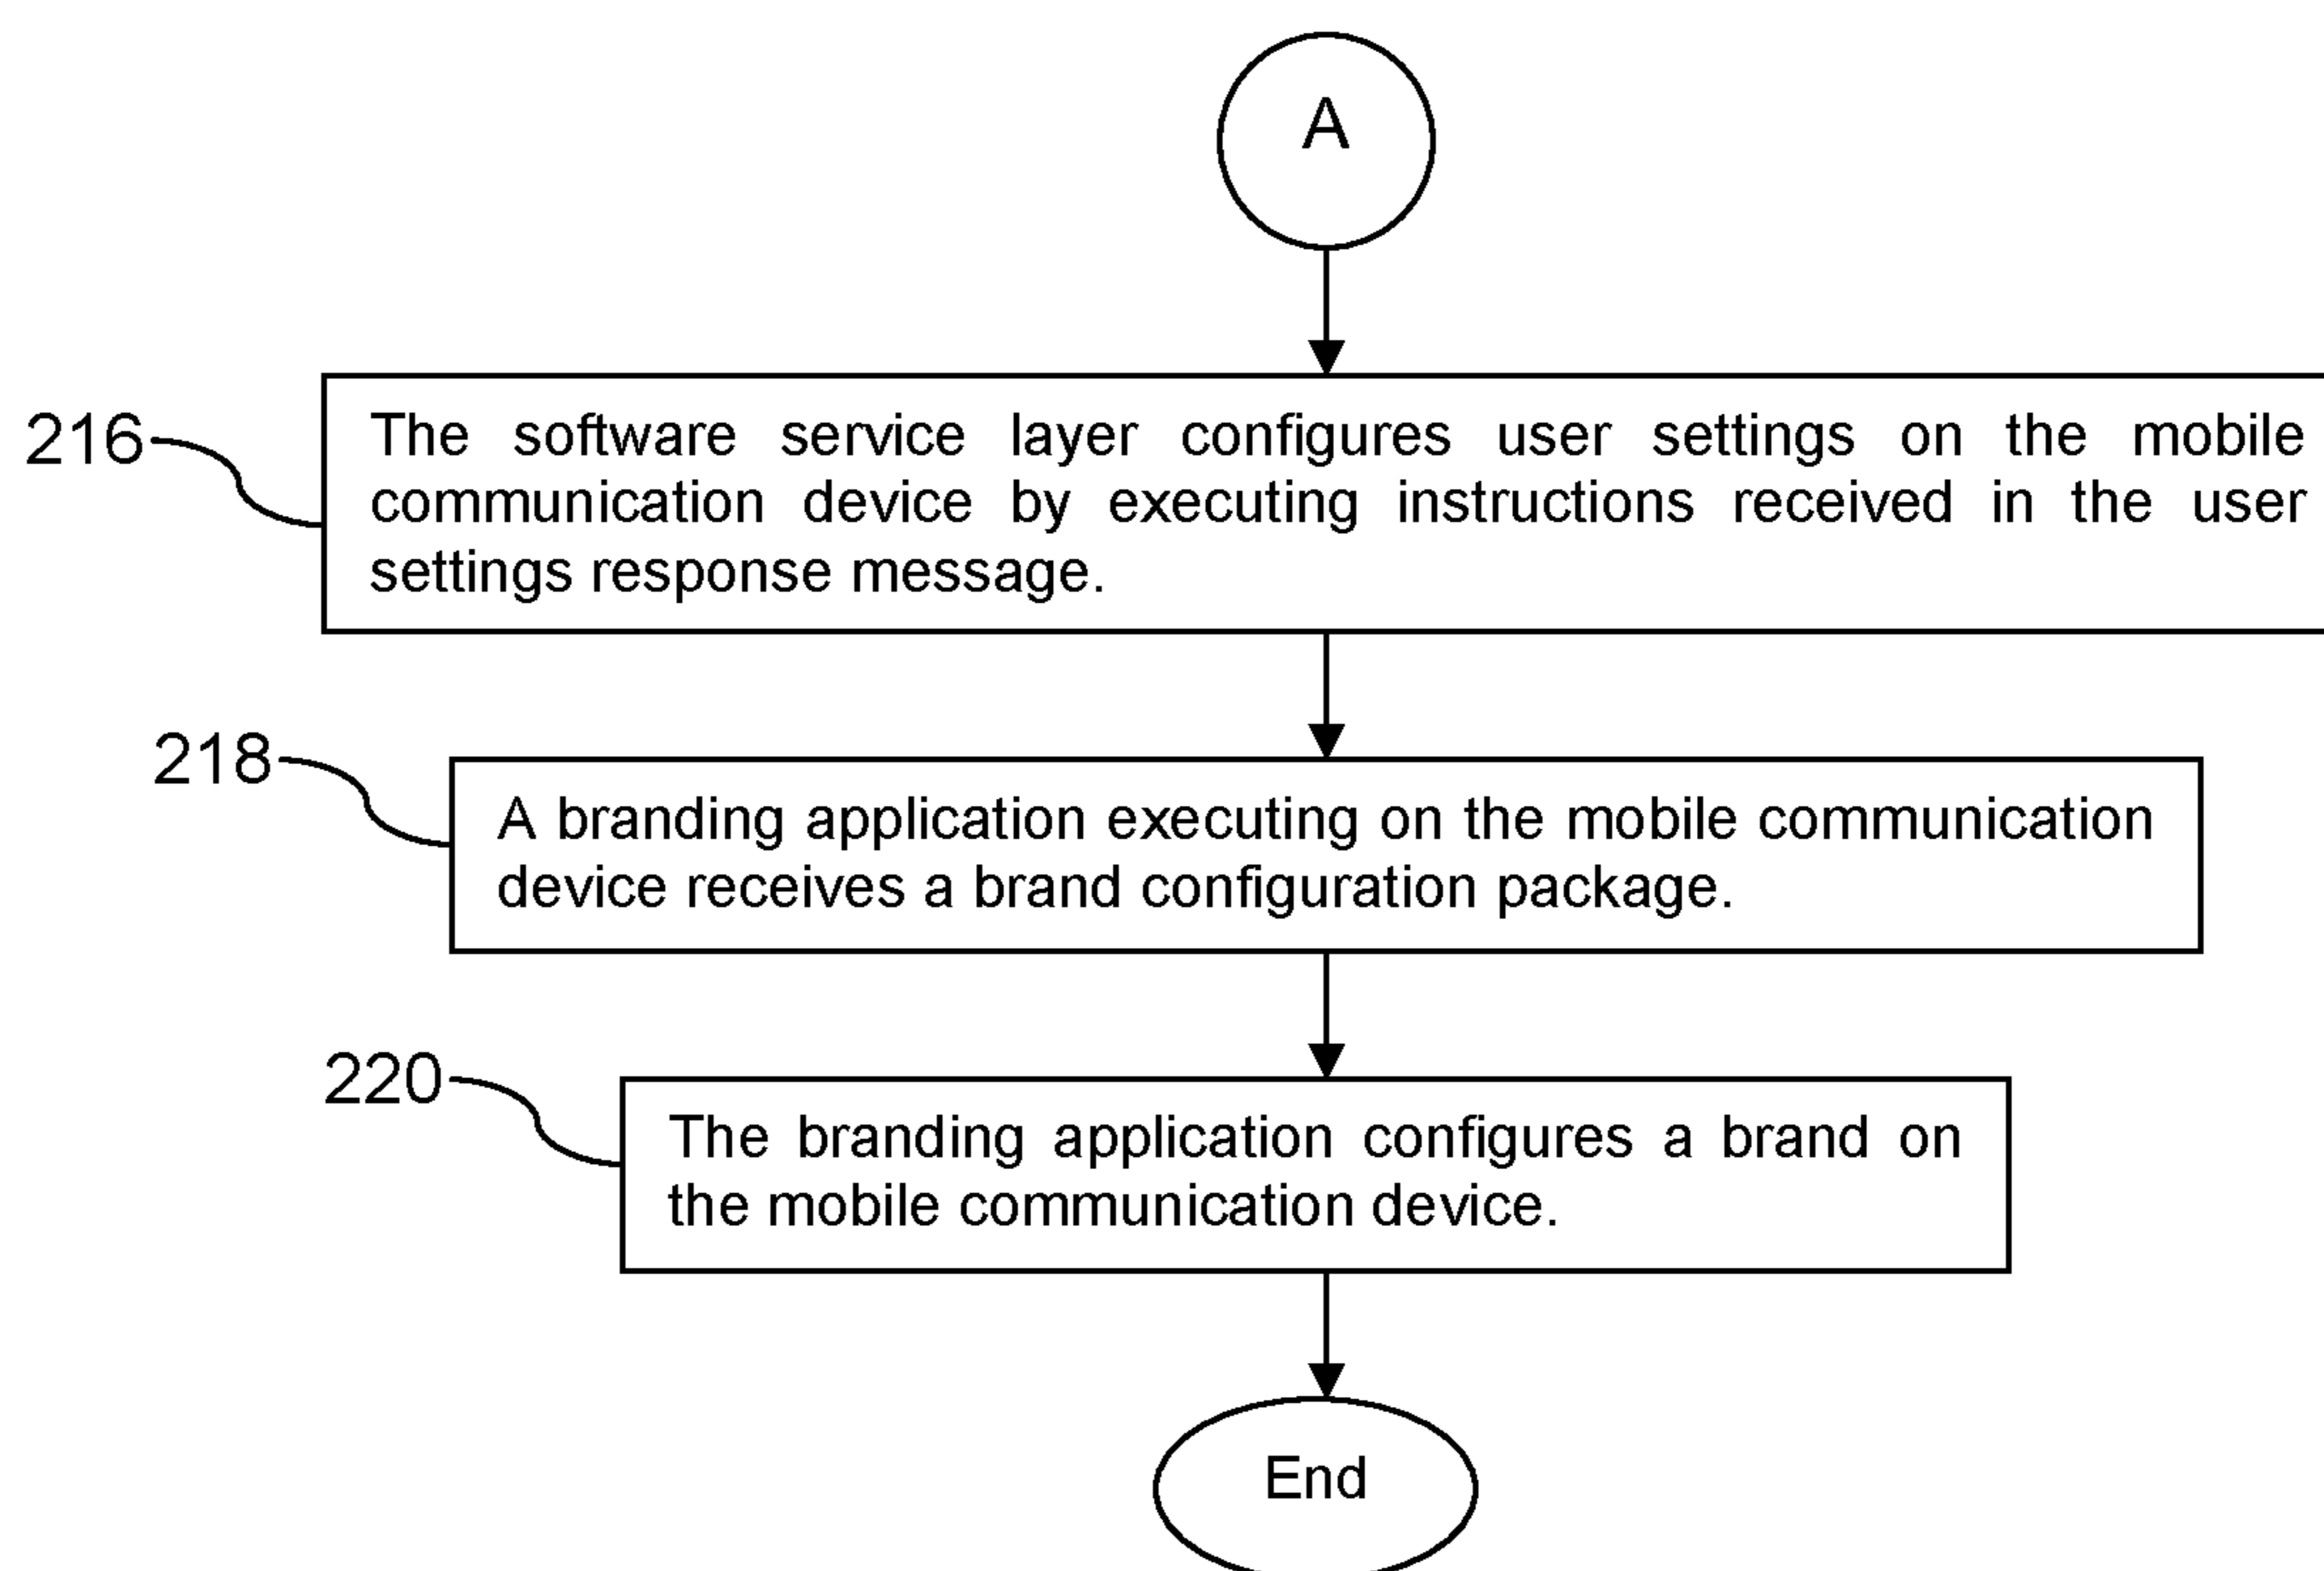 A
216
The software service layer configures user settings on the mobile
communication device by executing instructions received in the user
settings response message.
218
A branding application executing on the mobile communication
device receives a brand configuration package.
220
The branding application configures a brand on
the mobile communication device.
End